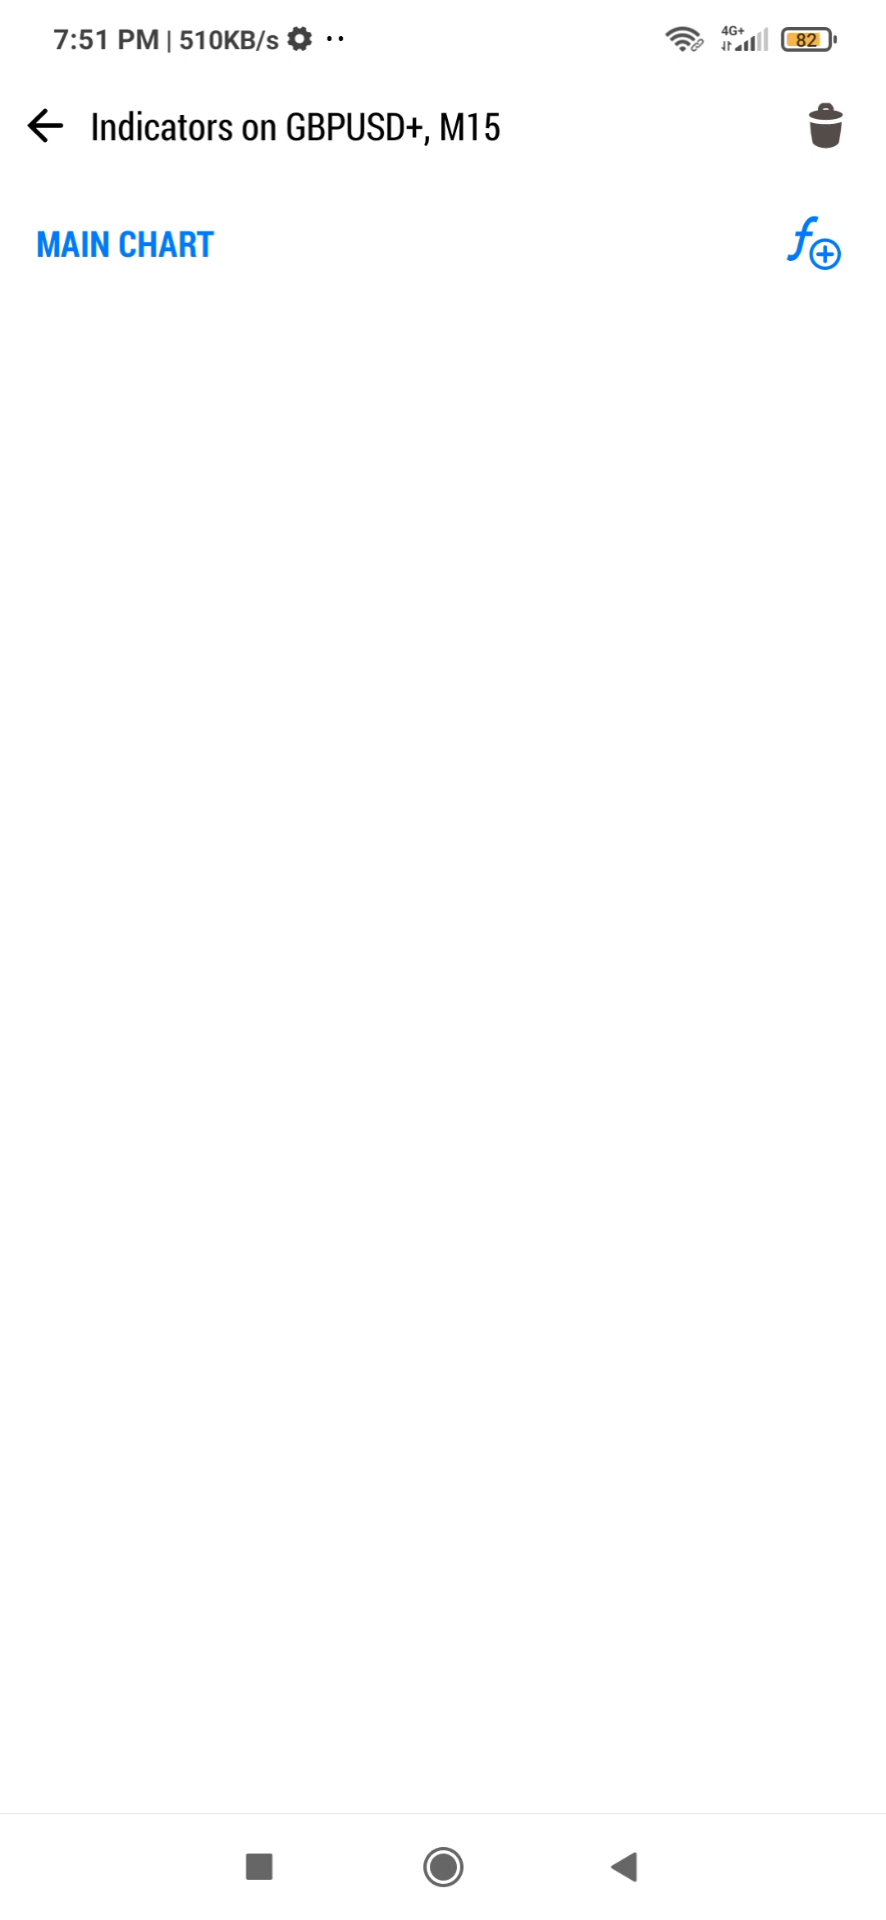 7:51 PM | 510KB/s
4G+
82
Indicators on GBPUSD+, M15
MAIN CHART